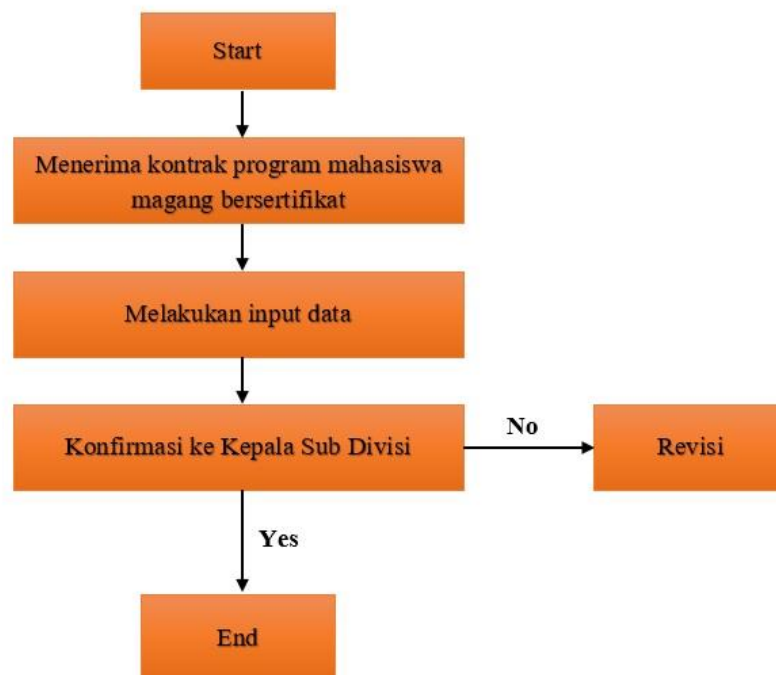 Start
Menerima kontrak program mahasiswa
magang bersertifikat
Melakukan input data
Konfirmasi ke Kepala Sub Divisi
No
Revisi
Yes
End